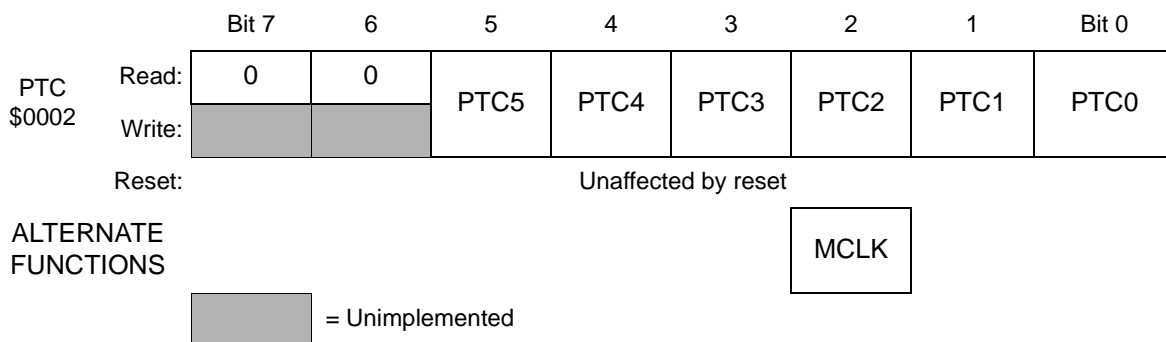 Bit 7 6 5 4 3 2 1 Bit 0
PTC
$0002
Read: 0 0
Write:
PTC5 PTC4 PTC3 PTC2 PTC1 PTC0
Reset: Unaffected by reset
ALTERNATE
FUNCTIONS
MCLK
= Unimplemented